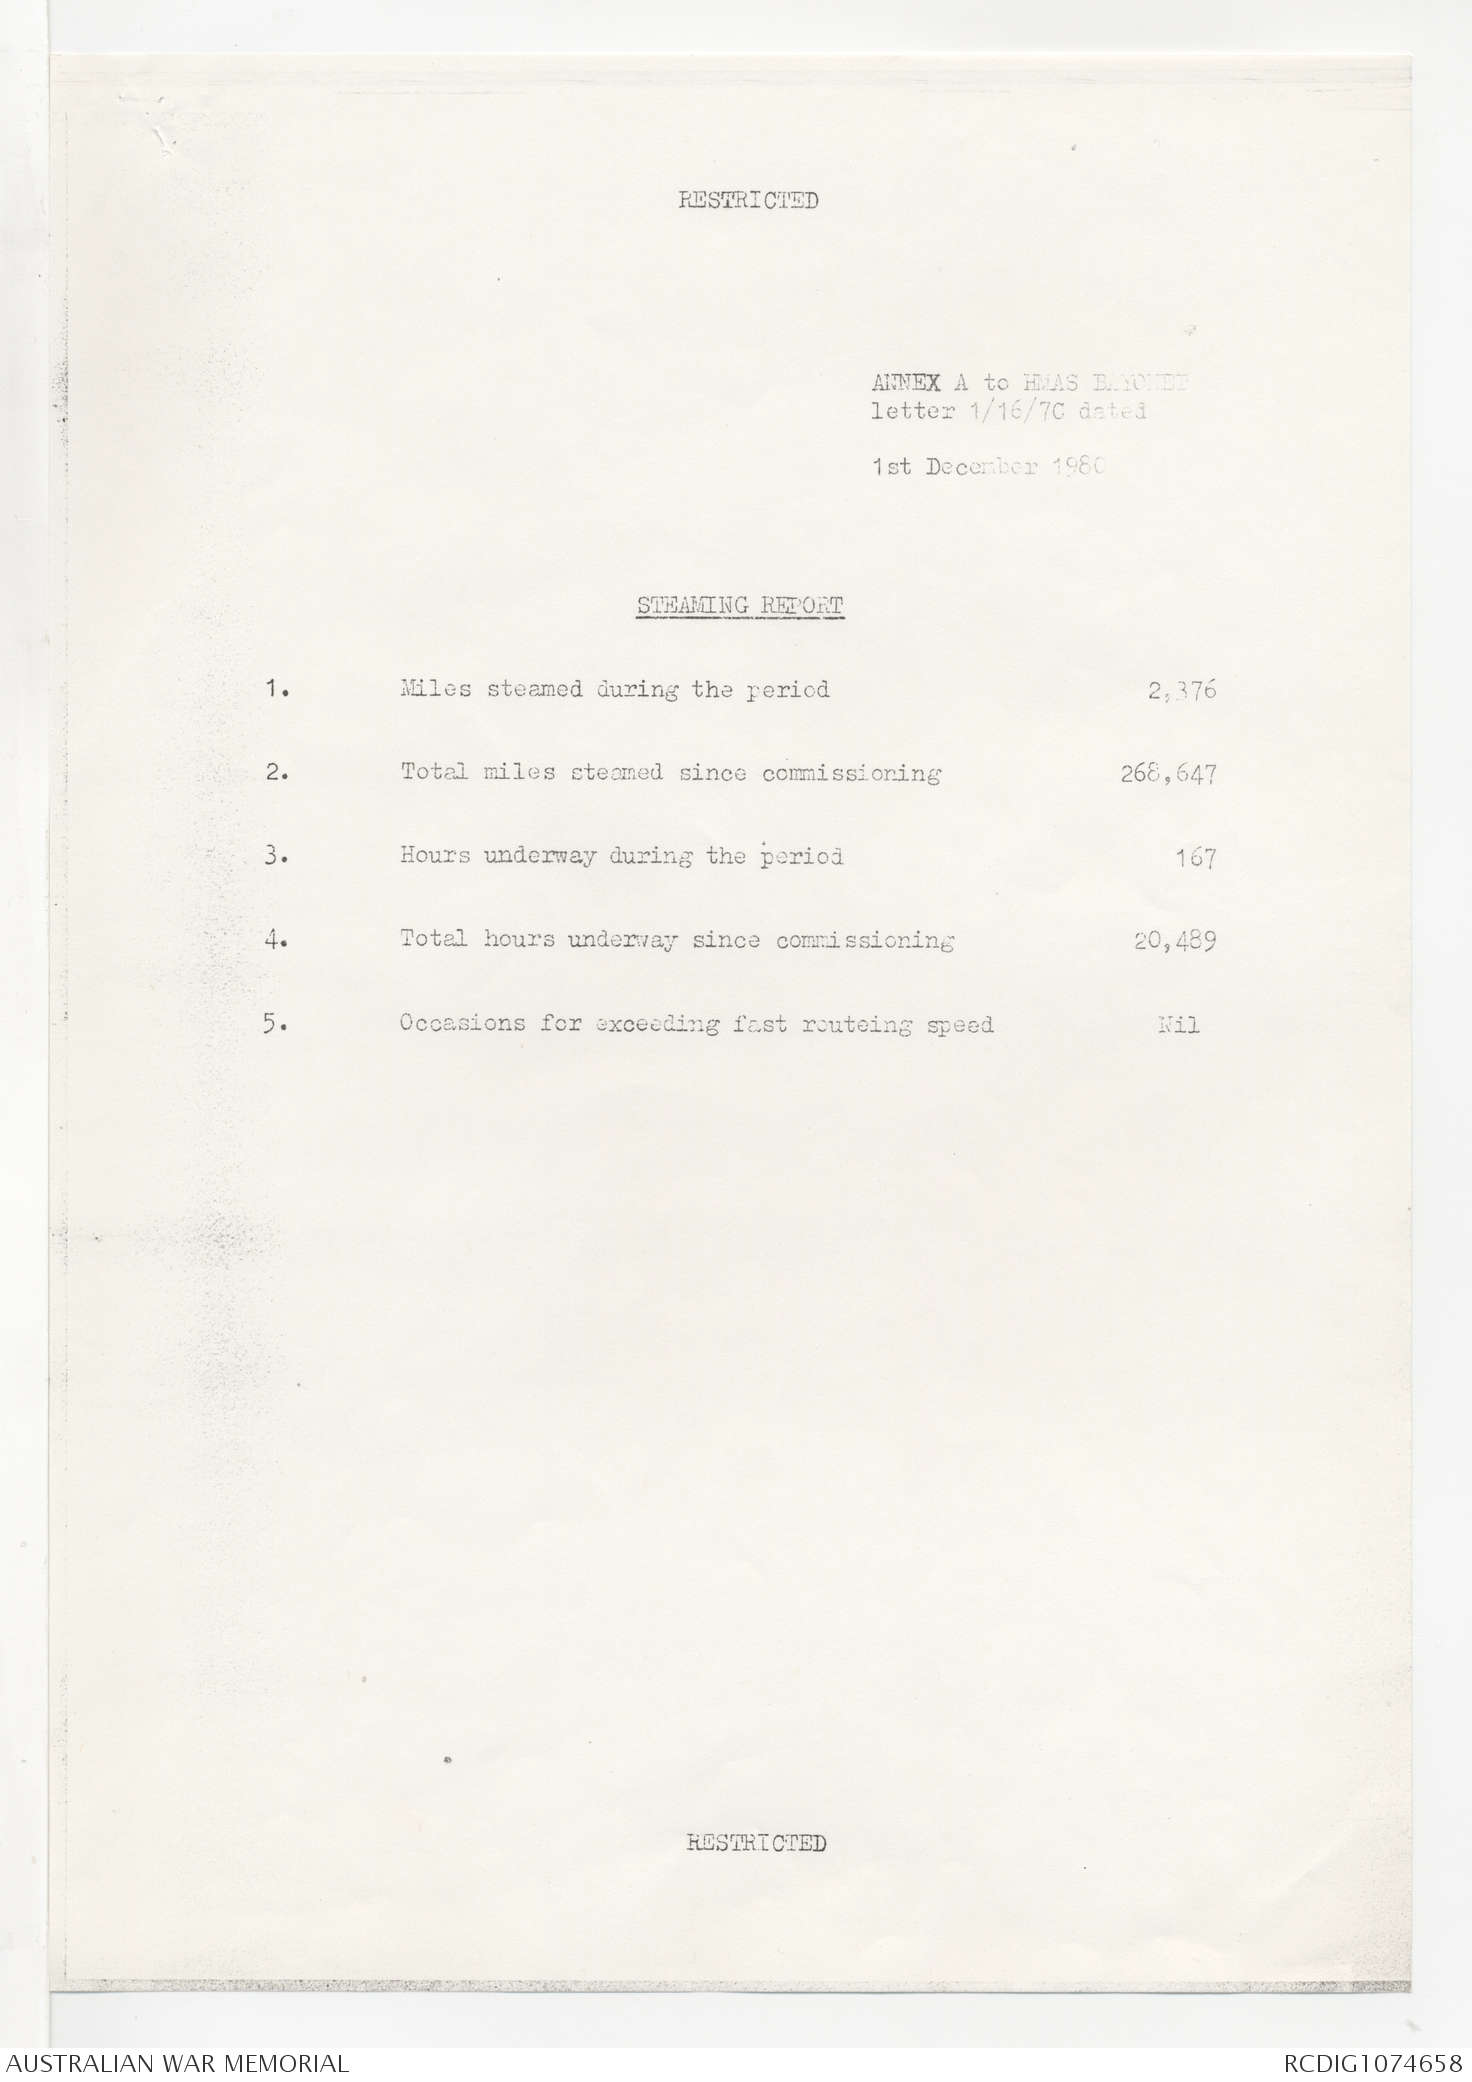 RESTRICTED
ANNEX A to HMAS BAYONET
letter 1/16/7C dated
1st December 1980
STEAMING REPORT
1. Miles steamed during the period 2,376
2. Total miles steamed since commissioning 268,647
3. Hours underway during the period 167
4. Total hours underway since commissioning 20,489
5. Occasions for exceeding fast routeing speed Nil
RESTRICTED
AUSTRALIAN WAR MEMORIAL RCDIG1074658